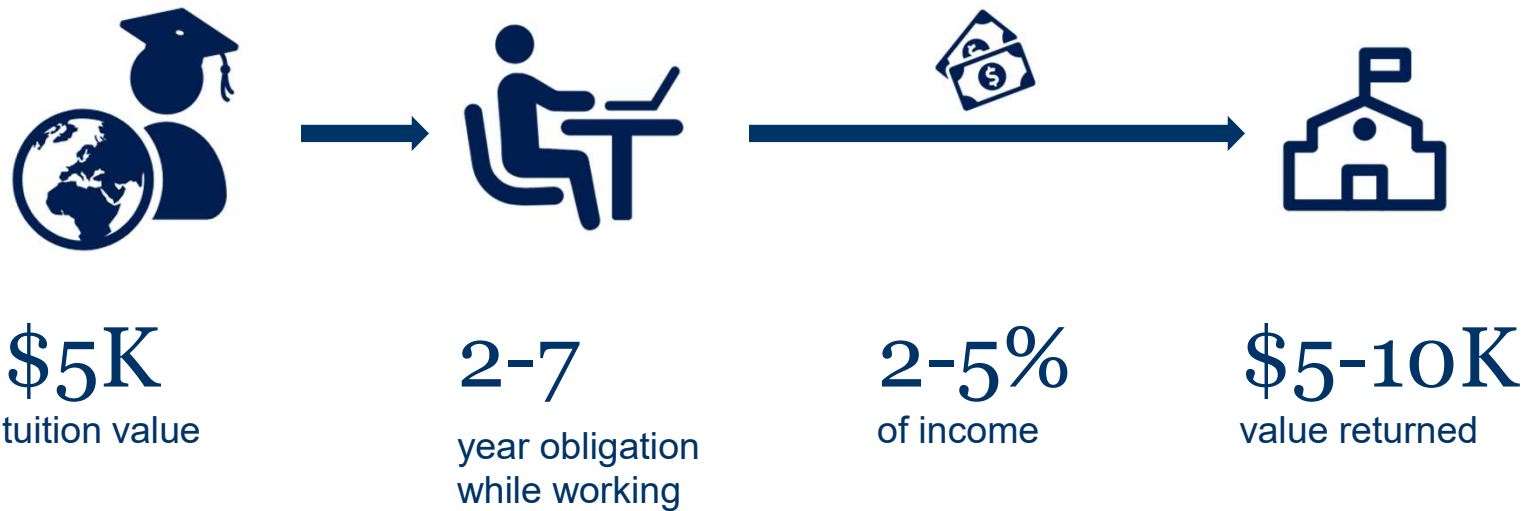 $5K
tuition value
2-7
year obligation
while working
2-5%
of income
$5-10K
value returned